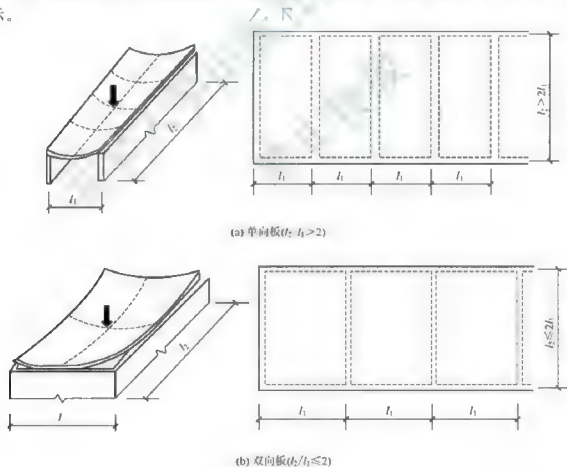 示。
l₂
l₂>2l₁
l₁
l₁ l₁ l₁ l₁
(a) 单向板(l₂ l₁>2)
l₂
l₂≤2l₁
l
l₁ l₁ l₁
(b) 双向板(l₂/l₁≤2)